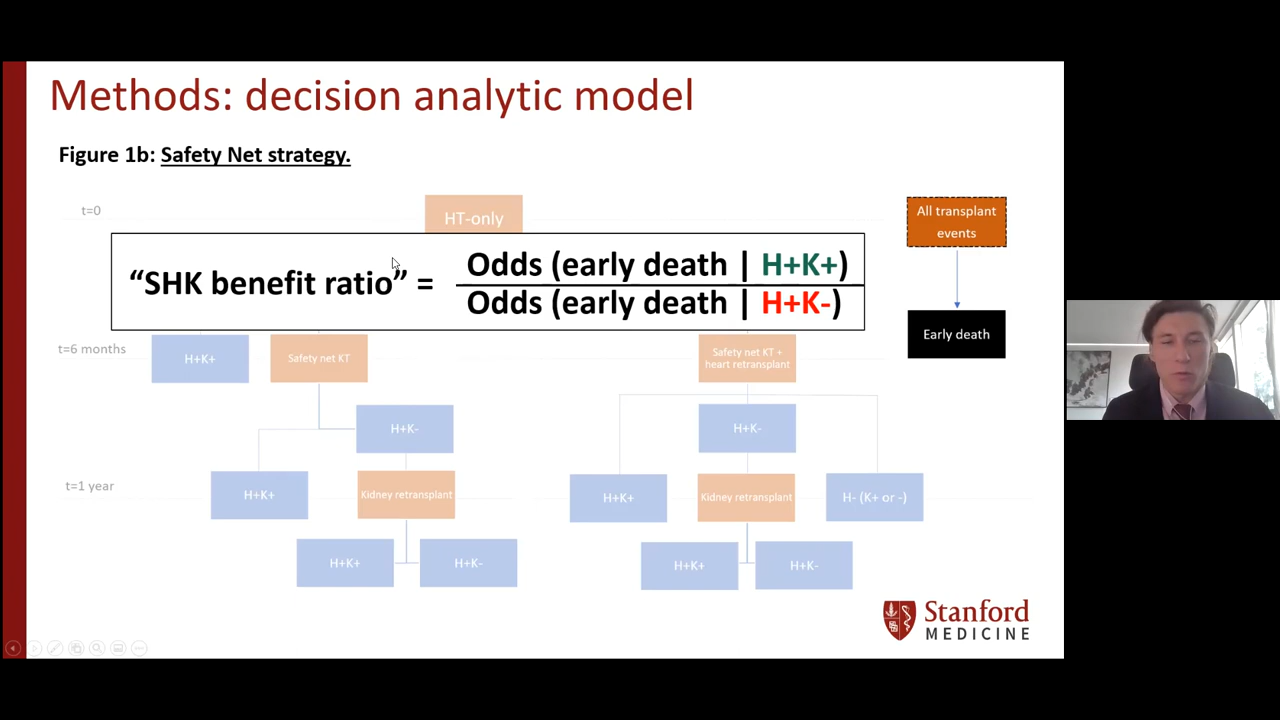 Methods: decision analytic model
Figure 1b: Safety Net strategy.
t=0
HT-only
All transplant
events
“SHK benefit ratio” =
Odds (early death | H+K+)
Odds (early death | H+K-)
Early death
t=6 months
H+K+
Safety net KT
Safety net KT +
heart retransplant
H+K-
H+K-
t=1 year
H+K+
Kidney retransplant
H+K+
Kidney retransplant
H- (K+ or -)
H+K+
H+K-
H+K+
H+K-
Stanford
MEDICINE